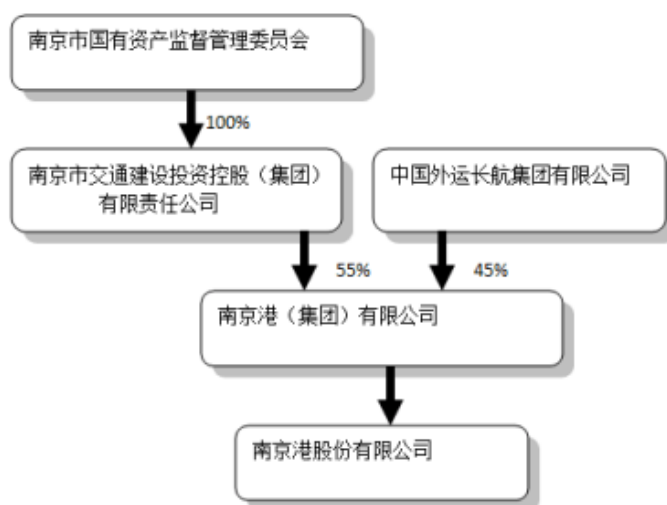 南京市国有资产监督管理委员会
100%
南京市交通建设投资控股（集团）
有限责任公司
中国外运长航集团有限公司
55%
45%
南京港（集团）有限公司
南京港股份有限公司